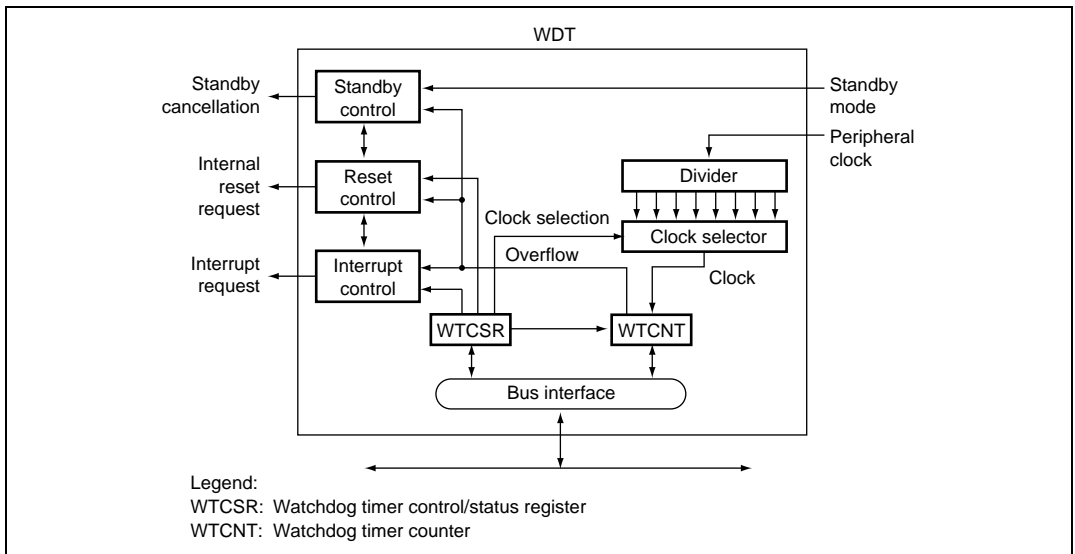 WDT
Standby
cancellation
Standby
control
Standby
mode
Peripheral
clock
Internal
reset
request
Reset
control
Divider
Clock selection
Clock selector
Interrupt
request
Interrupt
control
Overflow
Clock
WTCSR
WTCNT
Bus interface
Legend:
WTCSR: Watchdog timer control/status register
WTCNT: Watchdog timer counter